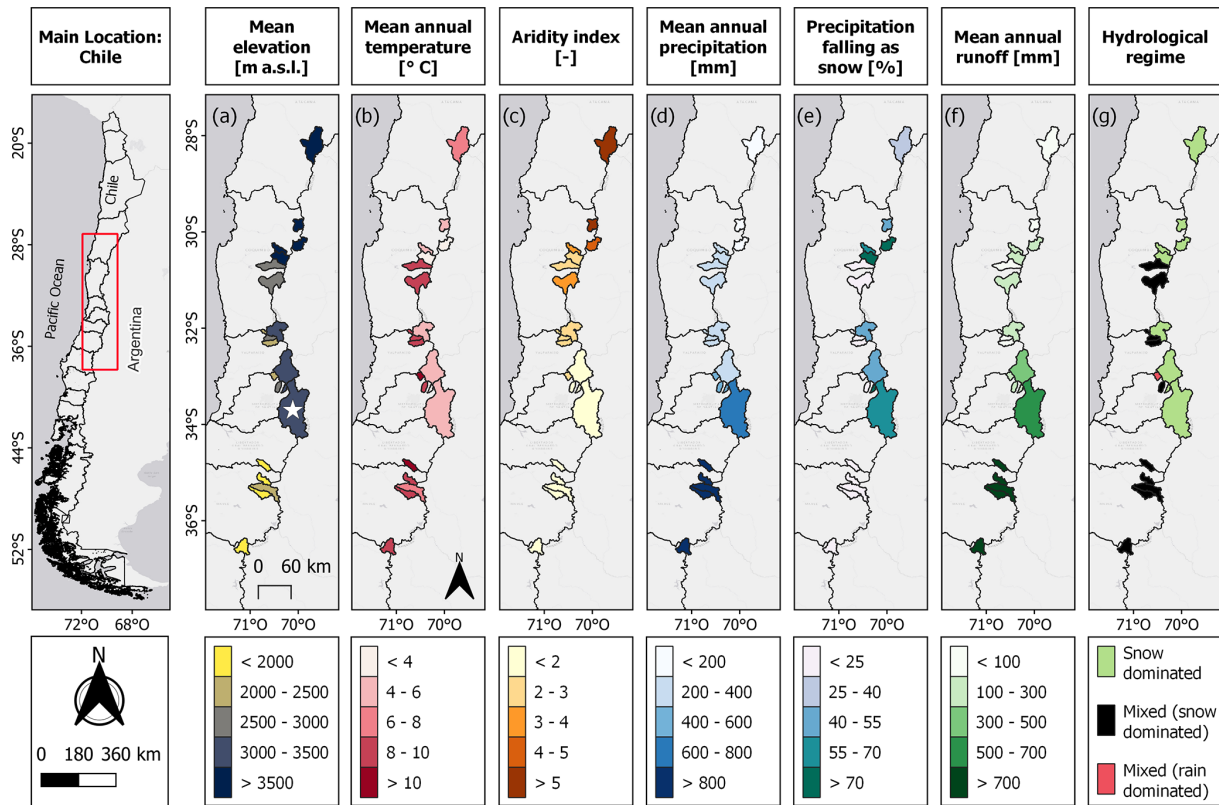 Main Location:
Chile
Mean
elevation
[m a.s.l.]
Mean annual
temperature
[° C]
Aridity index
[-]
Mean annual
precipitation
[mm]
Precipitation
falling as
snow [%]
Mean annual
runoff [mm]
Hydrological
regime
20°S
28°S
36°S
44°S
52°S
72°O
68°O
Chile
Pacific Ocean
Argentina
(a)
(b)
(c)
(d)
(e)
(f)
(g)
28°S
30°S
32°S
34°S
36°S
0 60 km
N
71°O 70°O
71°O 70°O
71°O 70°O
71°O 70°O
71°O 70°O
71°O 70°O
71°O 70°O
N
0 180 360 km
< 2000
2000 - 2500
2500 - 3000
3000 - 3500
> 3500
< 4
4 - 6
6 - 8
8 - 10
> 10
< 2
2 - 3
3 - 4
4 - 5
> 5
< 200
200 - 400
400 - 600
600 - 800
> 800
< 25
25 - 40
40 - 55
55 - 70
> 70
< 100
100 - 300
300 - 500
500 - 700
> 700
Snow
dominated
Mixed (snow
dominated)
Mixed (rain
dominated)